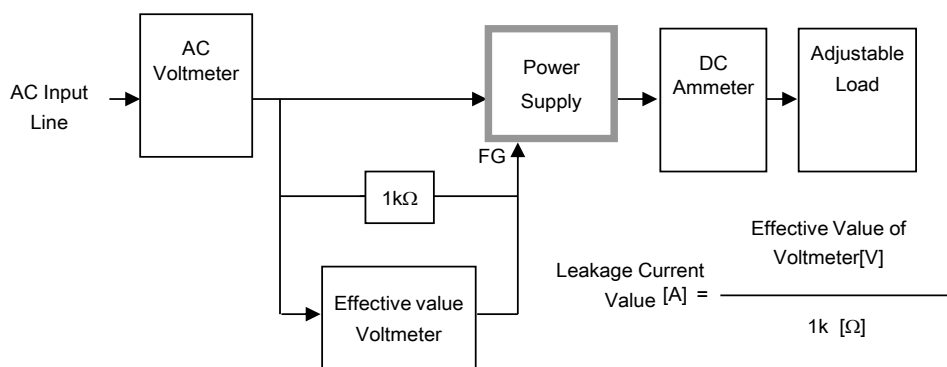 AC
Voltmeter
AC Input
Line
Power
Supply
FG
DC
Ammeter
Adjustable
Load
1kΩ
Effective value
Voltmeter
Leakage Current
Value [A] =
Effective Value of
Voltmeter[V]
1k [Ω]